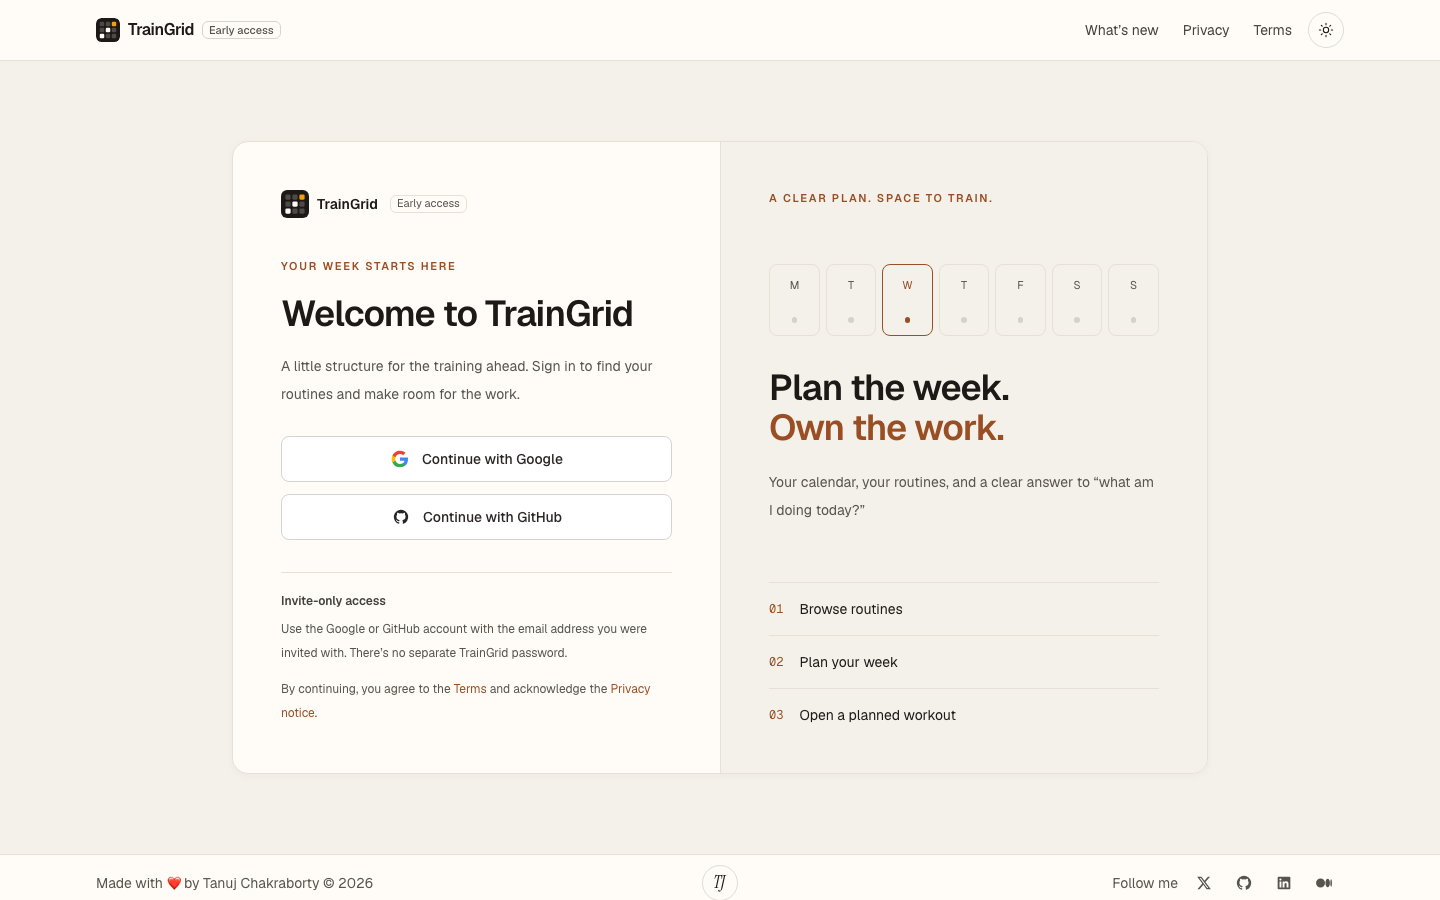 TrainGrid Early access What's new Privacy Terms
TrainGrid Early access
YOUR WEEK STARTS HERE
Welcome to TrainGrid
A little structure for the training ahead. Sign in to find your
routines and make room for the work.
Continue with Google
Continue with GitHub
Invite-only access
Use the Google or GitHub account with the email address you were
invited with. There’s no separate TrainGrid password.
By continuing, you agree to the Terms and acknowledge the Privacy
notice.
A CLEAR PLAN. SPACE TO TRAIN.
M T W T F S S
Plan the week.
Own the work.
Your calendar, your routines, and a clear answer to “what am
I doing today?”
01 Browse routines
02 Plan your week
03 Open a planned workout
Made with ❤️ by Tanuj Chakraborty © 2026 TJ Follow me